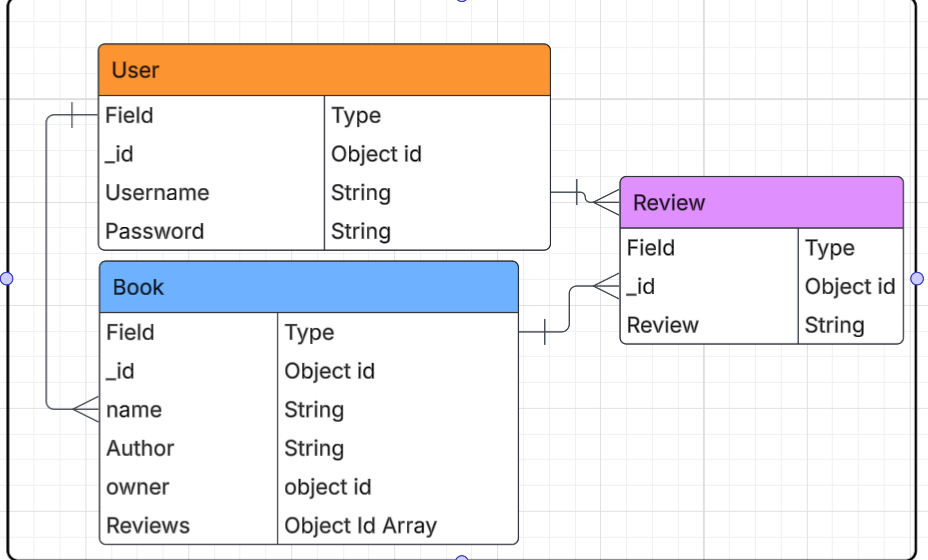 User
Field Type
_id Object id
Username String
Password String
Review
Field Type
_id Object id
Review String
Book
Field Type
_id Object id
name String
Author String
owner object id
Reviews Object Id Array